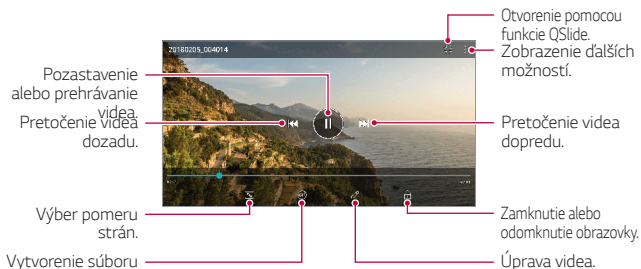 Otvorenie pomocou
funkcie QSlide.
Zobrazenie ďalších
možností.
20180205_004014
Pozastavenie
alebo prehrávanie
videa.
Pretočenie videa
dozadu.
Pretočenie videa
dopredu.
Výber pomeru
strán.
Zamknutie alebo
odomknutie obrazovky.
Vytvorenie súboru
Úprava videa.